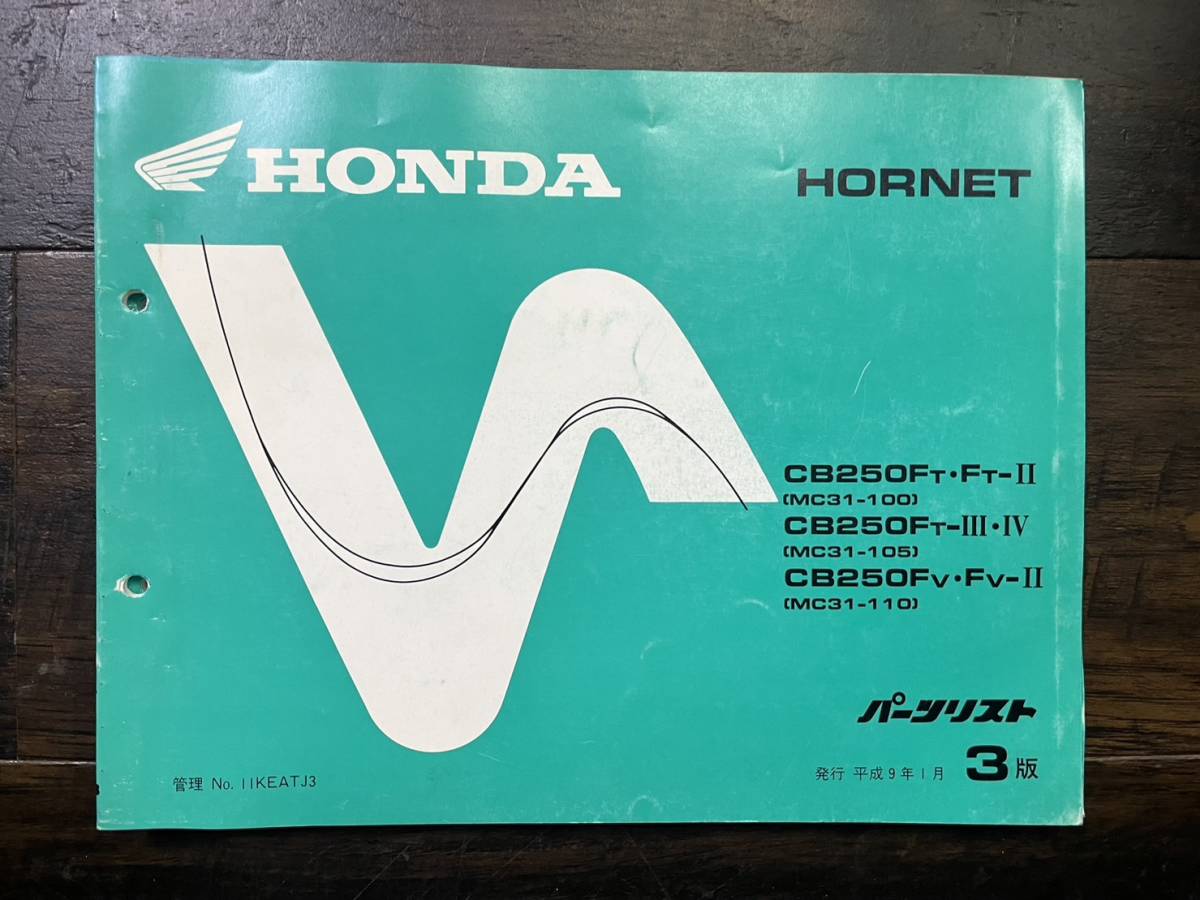 HONDA
HORNET
CB250FT・FT-II
(MC31-100)
CB250FT-III・IV
(MC31-105)
CB250FV・FV-II
(MC31-110)
パーツリスト
管理 No. 11KEATJ3
発行 平成9年1月 3版